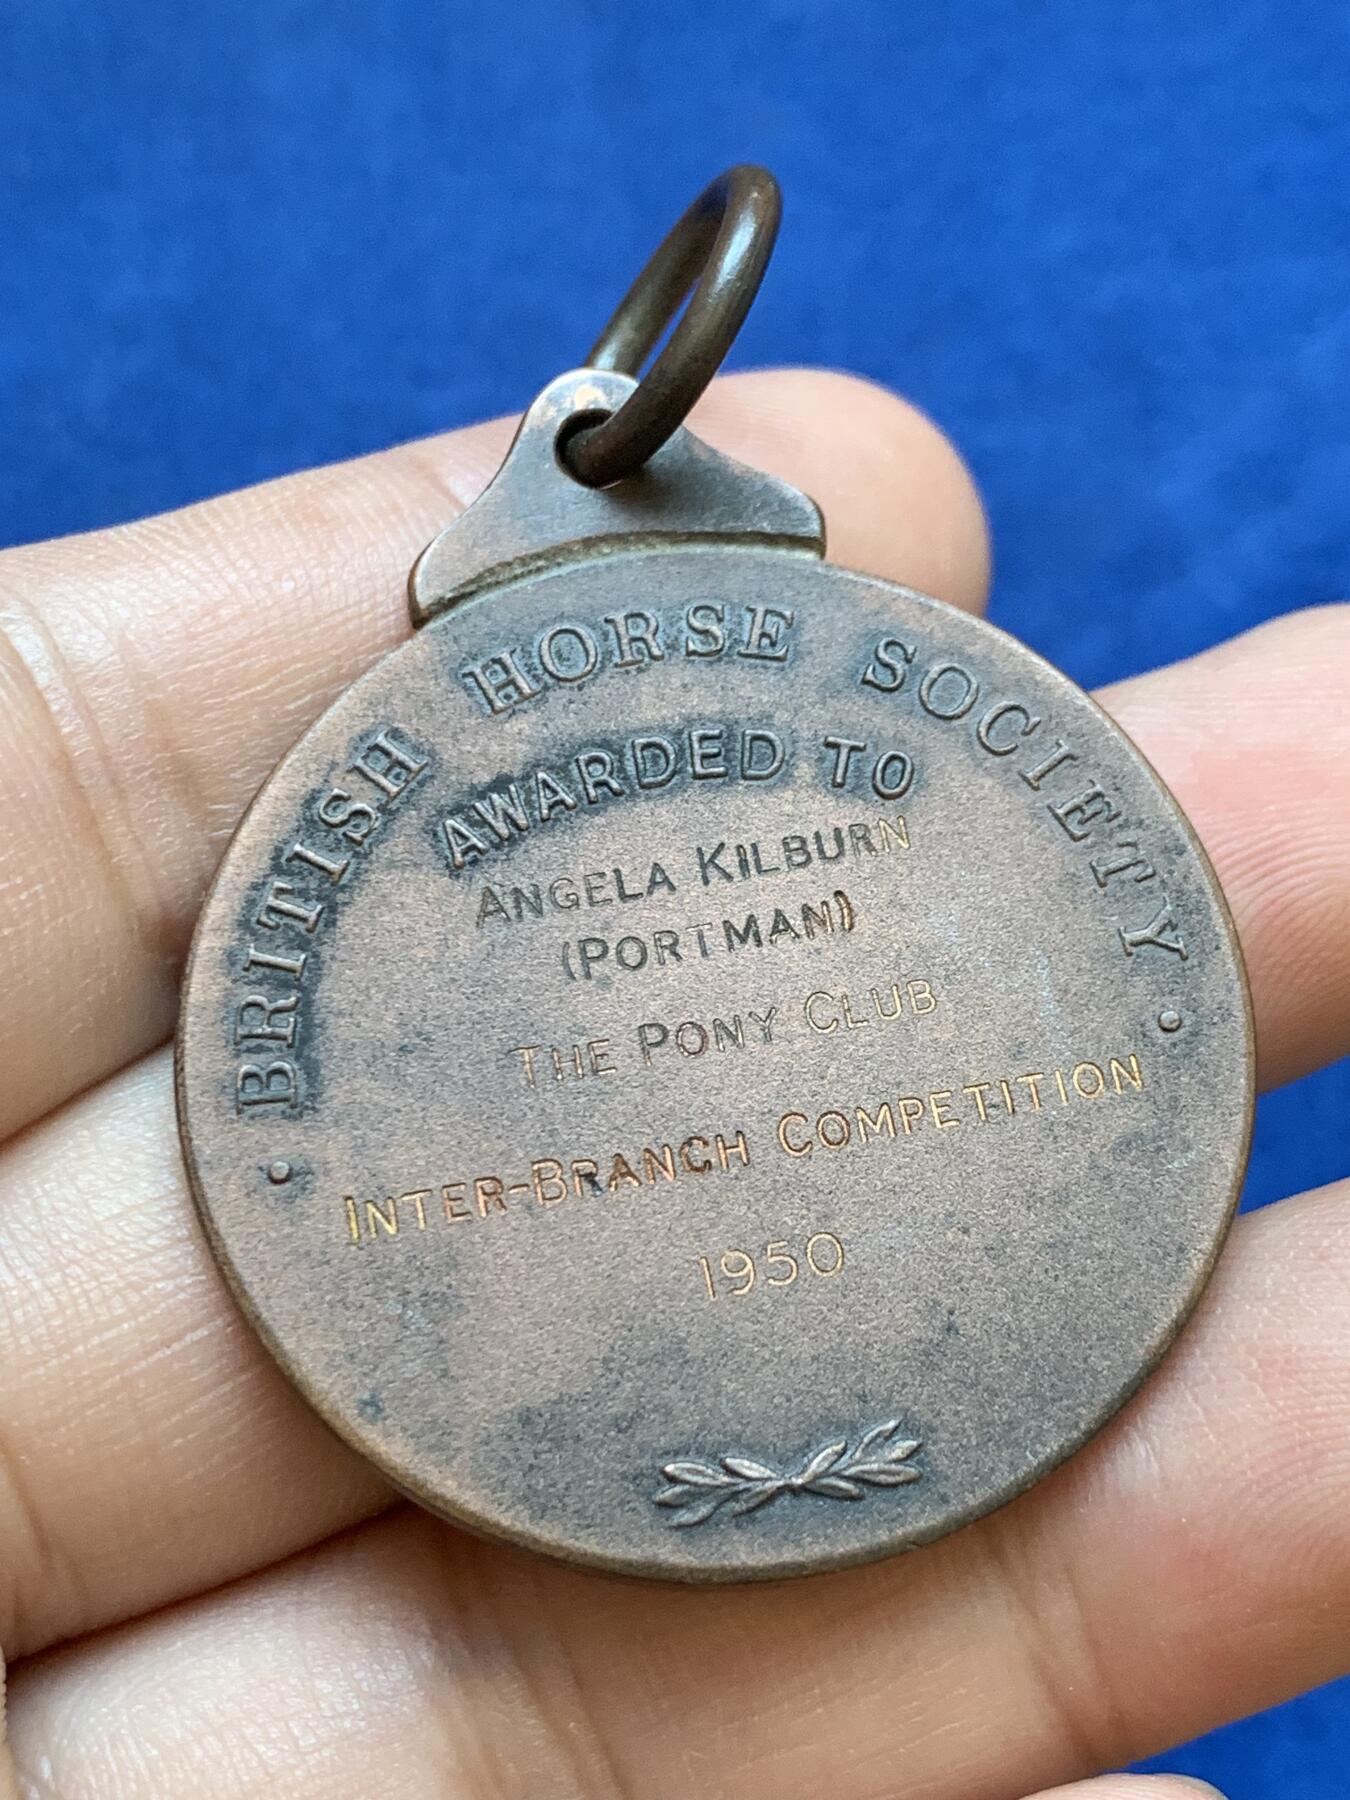 BRITISH HORSE SOCIETY
AWARDED TO
ANGELA KILBURN
(PORTMAN)
THE PONY CLUB
INTER-BRANCH COMPETITION
1950